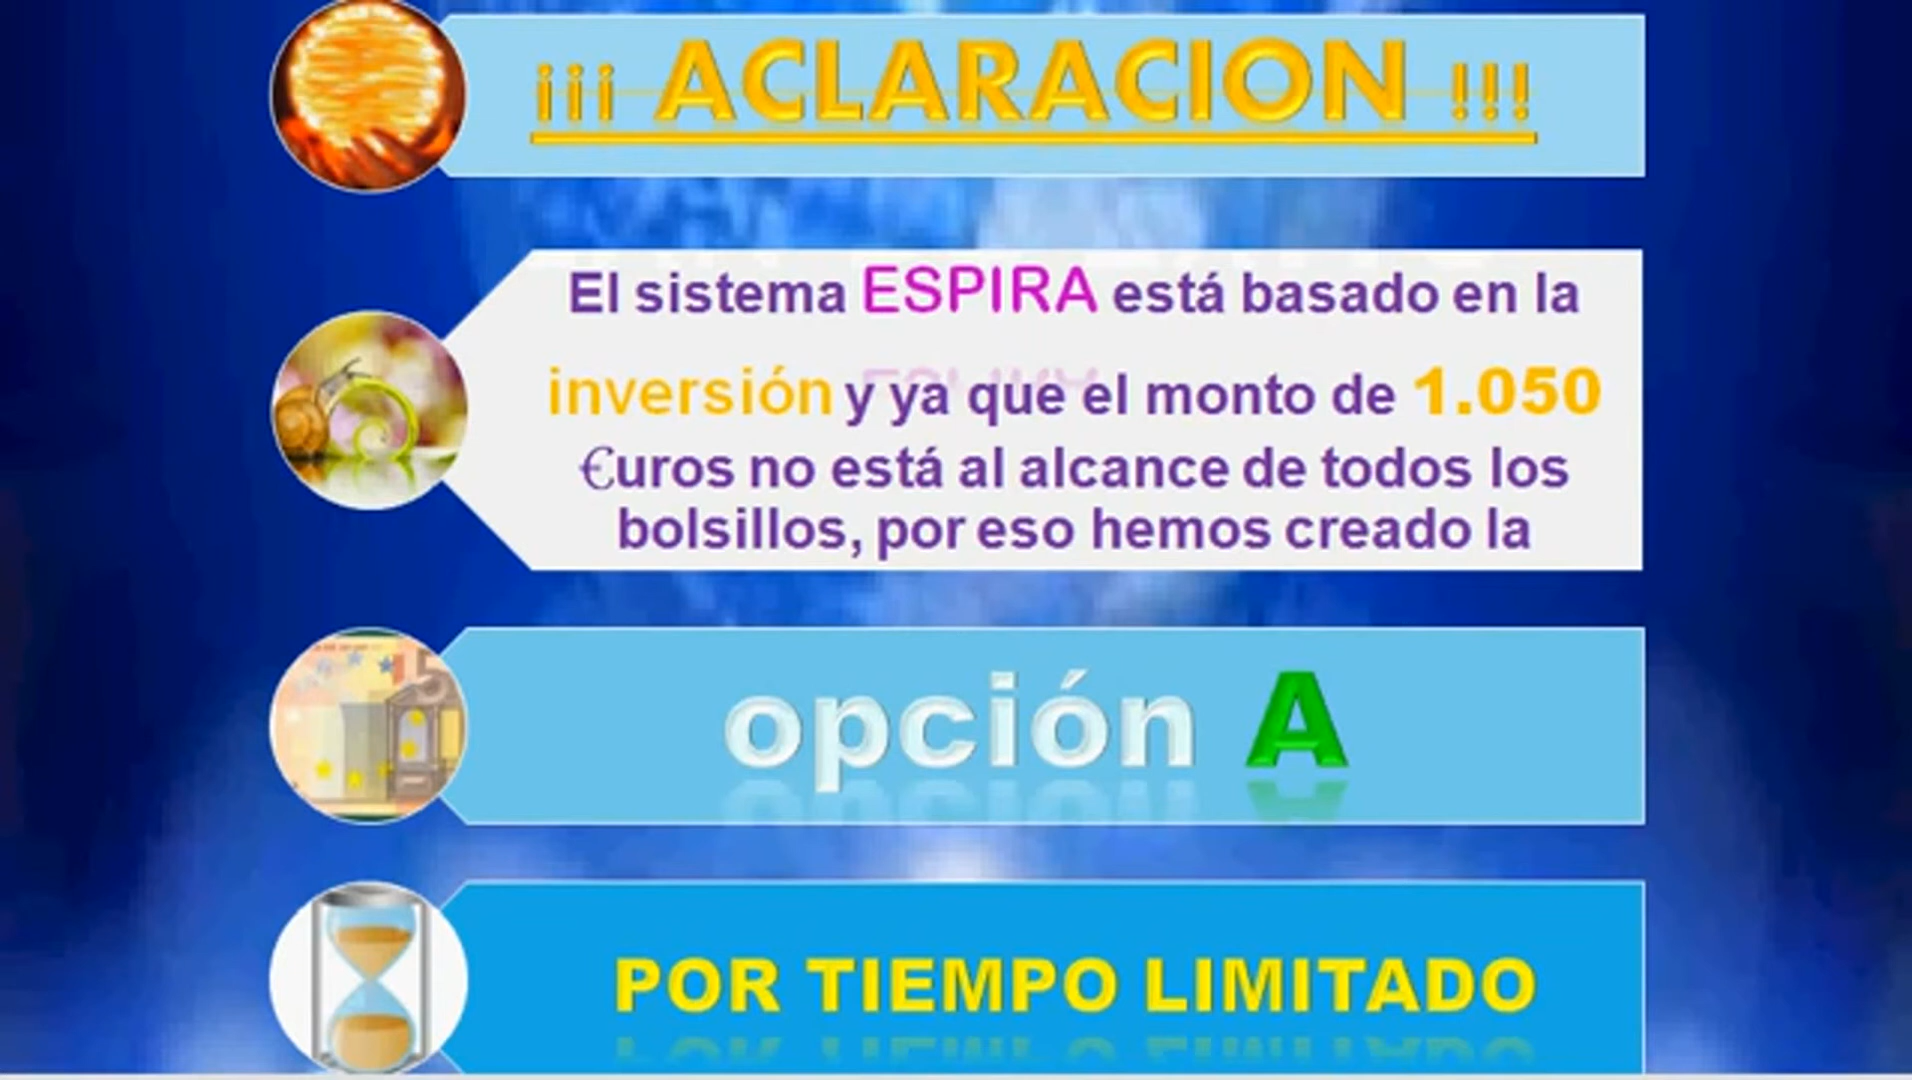 ¡¡¡ ACLARACION !!!
El sistema ESPIRA está basado en la
inversión y ya que el monto de 1.050
€uros no está al alcance de todos los
bolsillos, por eso hemos creado la
opción A
POR TIEMPO LIMITADO